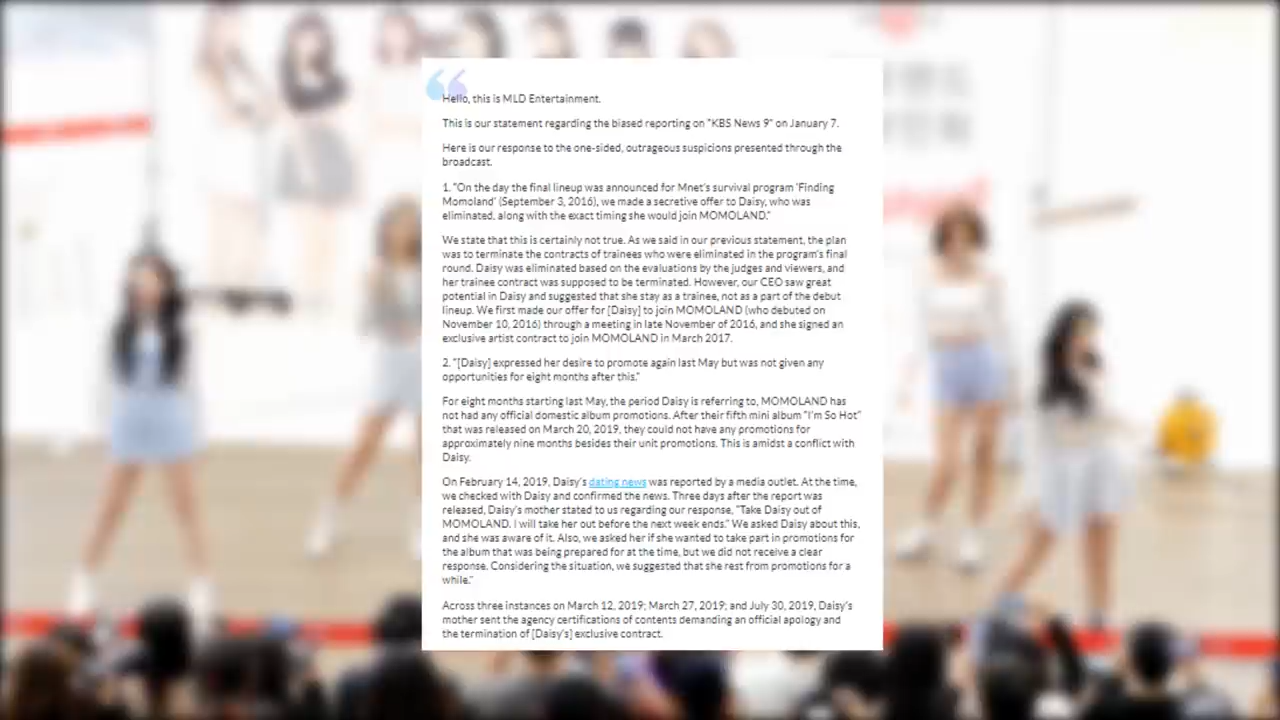 Hello, this is MLD Entertainment.
This is our statement regarding the biased reporting on "KBS News 9" on January 7.
Here is our response to the one-sided, outrageous suspicions presented through the
broadcast.
1. "On the day the final lineup was announced for Mnet's survival program 'Finding
Momoland' (September 3, 2016), we made a secretive offer to Daisy, who was
eliminated, along with the exact timing she would join MOMOLAND."
We state that this is certainly not true. As we said in our previous statement, the plan
was to terminate the contracts of trainees who were eliminated in the program's final
round. Daisy was eliminated based on the evaluations by the judges and viewers, and
her trainee contract was supposed to be terminated. However, our CEO saw great
potential in Daisy and suggested that she stay as a trainee, not as a part of the debut
lineup. We first made our offer for [Daisy] to join MOMOLAND (who debuted on
November 10, 2016) through a meeting in late November of 2016, and she signed an
exclusive artist contract to join MOMOLAND in March 2017.
2. "[Daisy] expressed her desire to promote again last May but was not given any
opportunities for eight months after this."
For eight months starting last May, the period Daisy is referring to, MOMOLAND has
not had any official domestic album promotions. After their fifth mini album "I'm So Hot"
that was released on March 20, 2019, they could not have any promotions for
approximately nine months besides their unit promotions. This is amidst a conflict with
Daisy.
On February 14, 2019, Daisy's dating news was reported by a media outlet. At the time,
we checked with Daisy and confirmed the news. Three days after the report was
released, Daisy's mother stated to us regarding our response, "Take Daisy out of
MOMOLAND. I will take her out before the next week ends." We asked Daisy about this,
and she was aware of it. Also, we asked her if she wanted to take part in promotions for
the album that was being prepared for at the time, but we did not receive a clear
response. Considering the situation, we suggested that she rest from promotions for a
while."
Across three instances on March 12, 2019; March 27, 2019; and July 30, 2019, Daisy's
mother sent the agency certifications of contents demanding an official apology and
the termination of [Daisy's] exclusive contract.